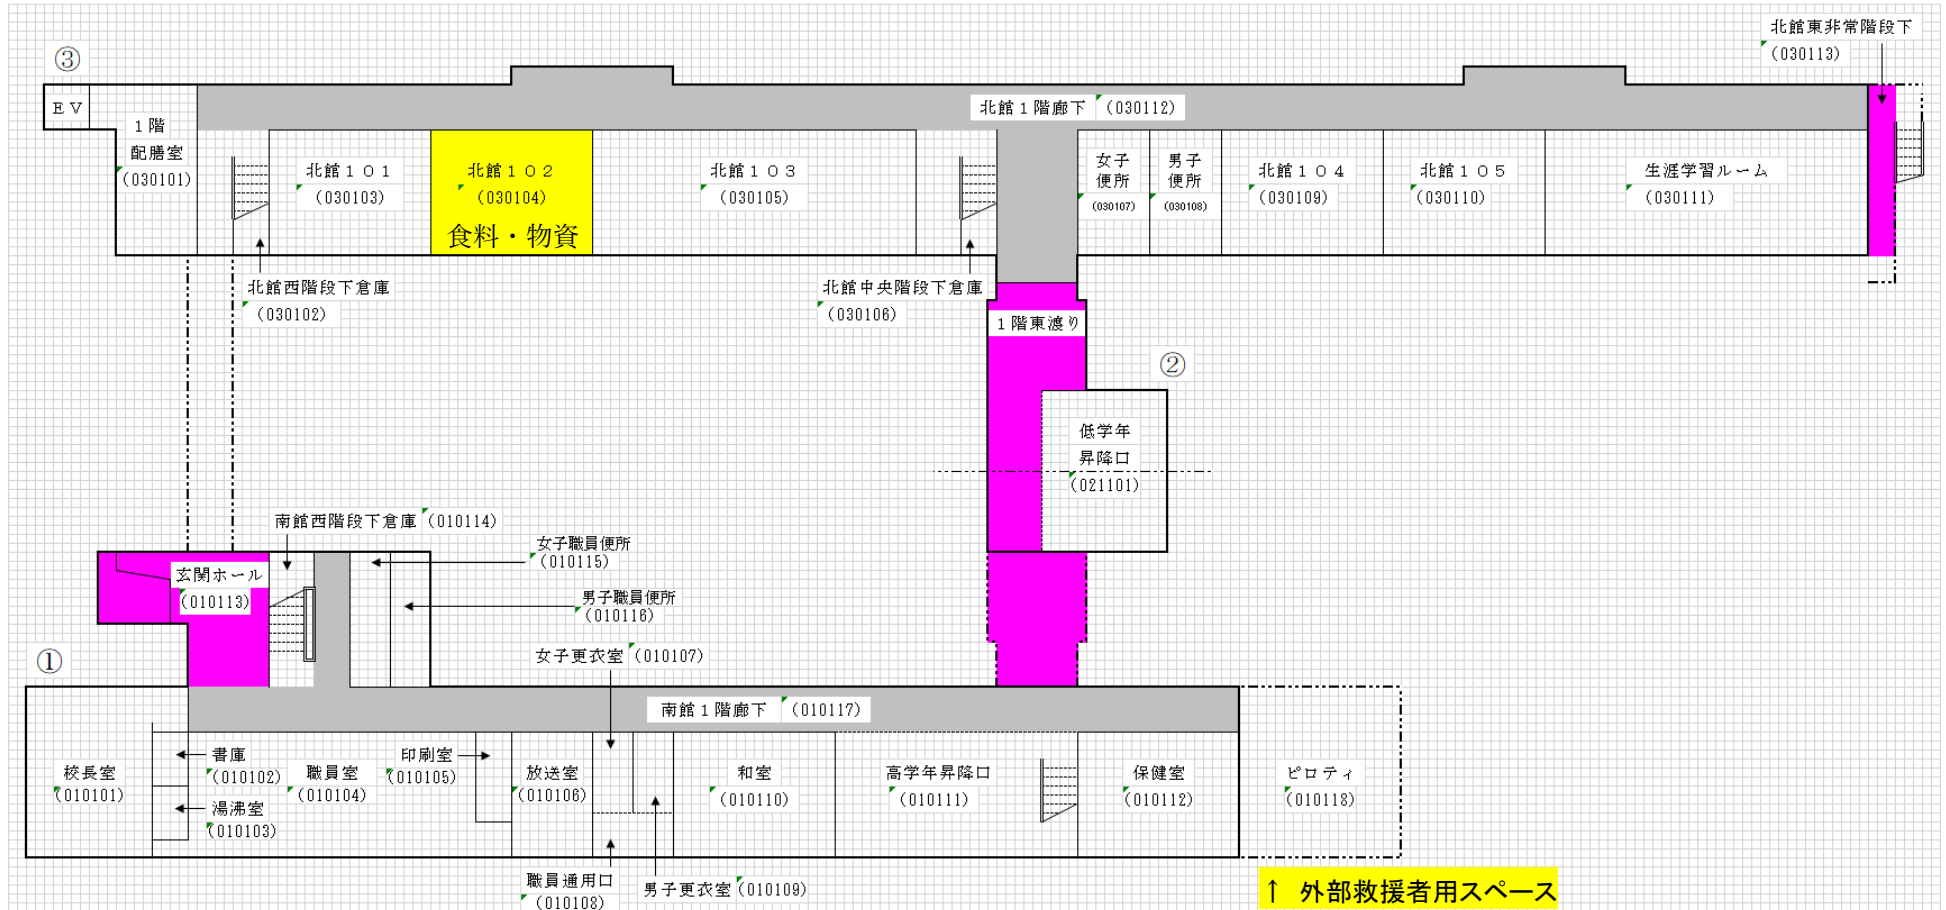 北館東非常階段下
(030113)
③
ＥＶ
１階
配膳室
(030101)
北館１階廊下
(030112)
北館１０１
(030103)
北館１０２
(030104)
食料・物資
北館１０３
(030105)
女子
便所
(030107)
男子
便所
(030108)
北館１０４
(030109)
北館１０５
(030110)
生涯学習ルーム
(030111)
北館西階段下倉庫
(030102)
北館中央階段下倉庫
(030106)
１階東渡り
②
低学年
昇降口
(021101)
南館西階段下倉庫
(010114)
女子職員便所
(010115)
玄関ホール
(010113)
男子職員便所
(010116)
①
女子更衣室
(010107)
南館１階廊下
(010117)
校長室
(010101)
書庫
(010102)
湯沸室
(010103)
職員室
(010104)
印刷室
(010105)
放送室
(010106)
和室
(010110)
高学年昇降口
(010111)
保健室
(010112)
ピロティ
(010118)
職員通用口
(010108)
男子更衣室
(010109)
↑ 外部救援者用スペース